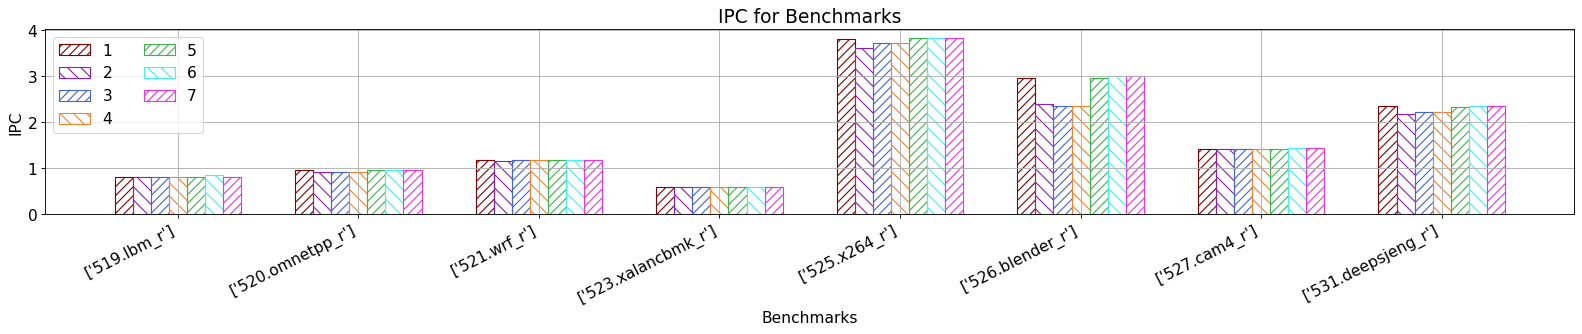 IPC for Benchmarks
IPC
4
3
2
1
0
1 5
2 6
3 7
4
['519.lbm_r'] ['520.omnetpp_r'] ['521.wrf_r'] ['523.xalancbmk_r'] ['525.x264_r'] ['526.blender_r'] ['527.cam4_r'] ['531.deepsjeng_r']
Benchmarks